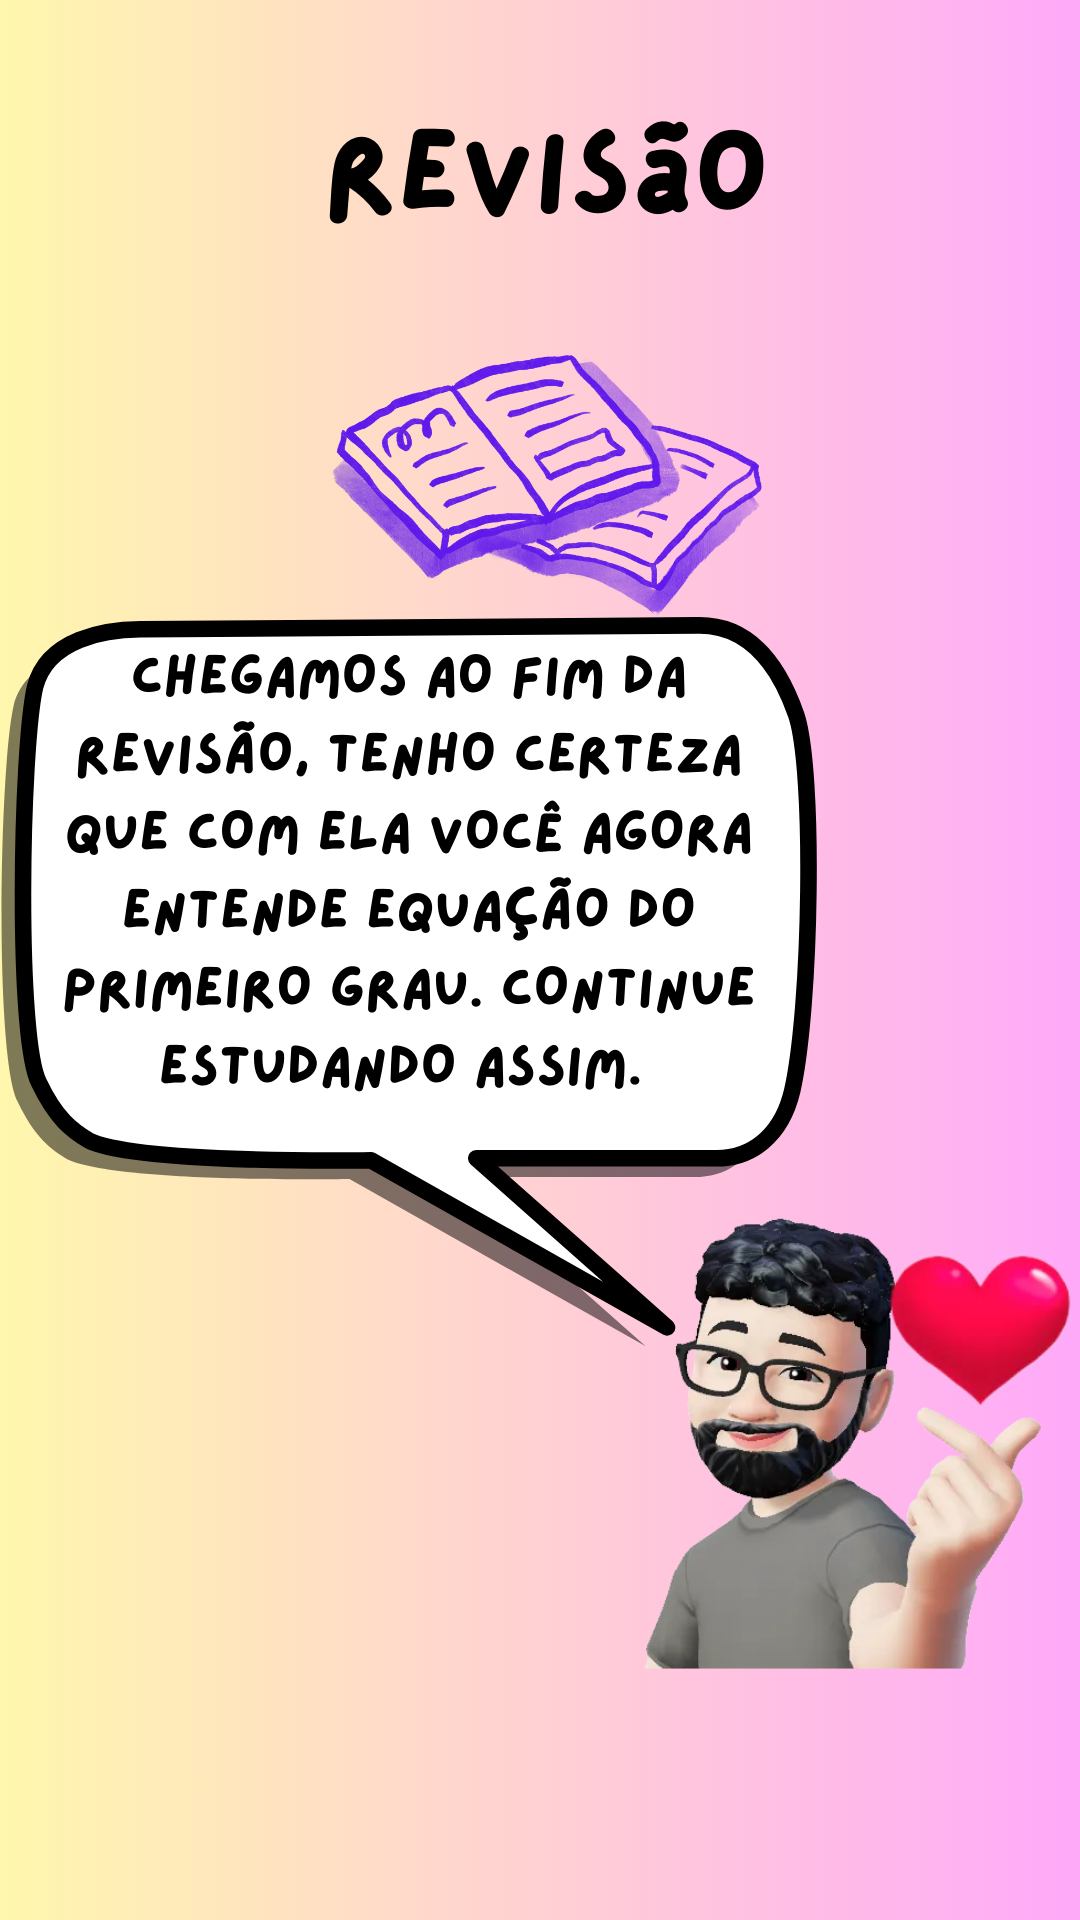 REVISãO
CHEGAMOS AO FIM DA
REVISÃO, TENHO CERTEZA
QUE COM ELA VOCÊ AGORA
ENTENDE EQUAÇÃO DO
PRIMEIRO GRAU. CONTINUE
ESTUDANDO ASSIM.